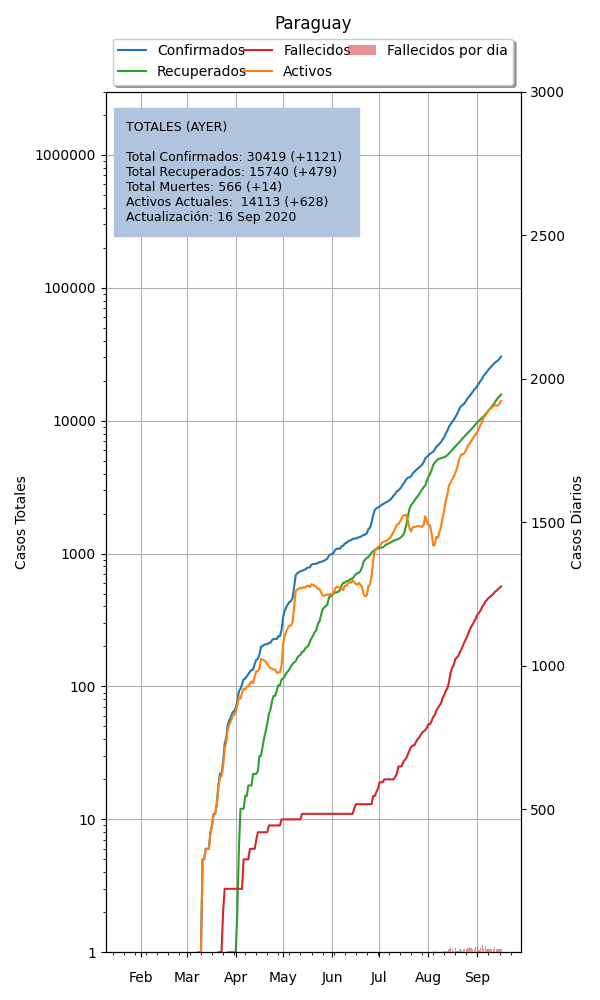 Paraguay
Confirmados Fallecidos Fallecidos por dia
Recuperados Activos
TOTALES (AYER)
Total Confirmados: 30419 (+1121)
Total Recuperados: 15740 (+479)
Total Muertes: 566 (+14)
Activos Actuales:  14113 (+628)
Actualización: 16 Sep 2020
Casos Totales
1000000
100000
10000
1000
100
10
1
3000
2500
2000
1500
1000
500
Casos Diarios
Feb Mar Apr May Jun Jul Aug Sep